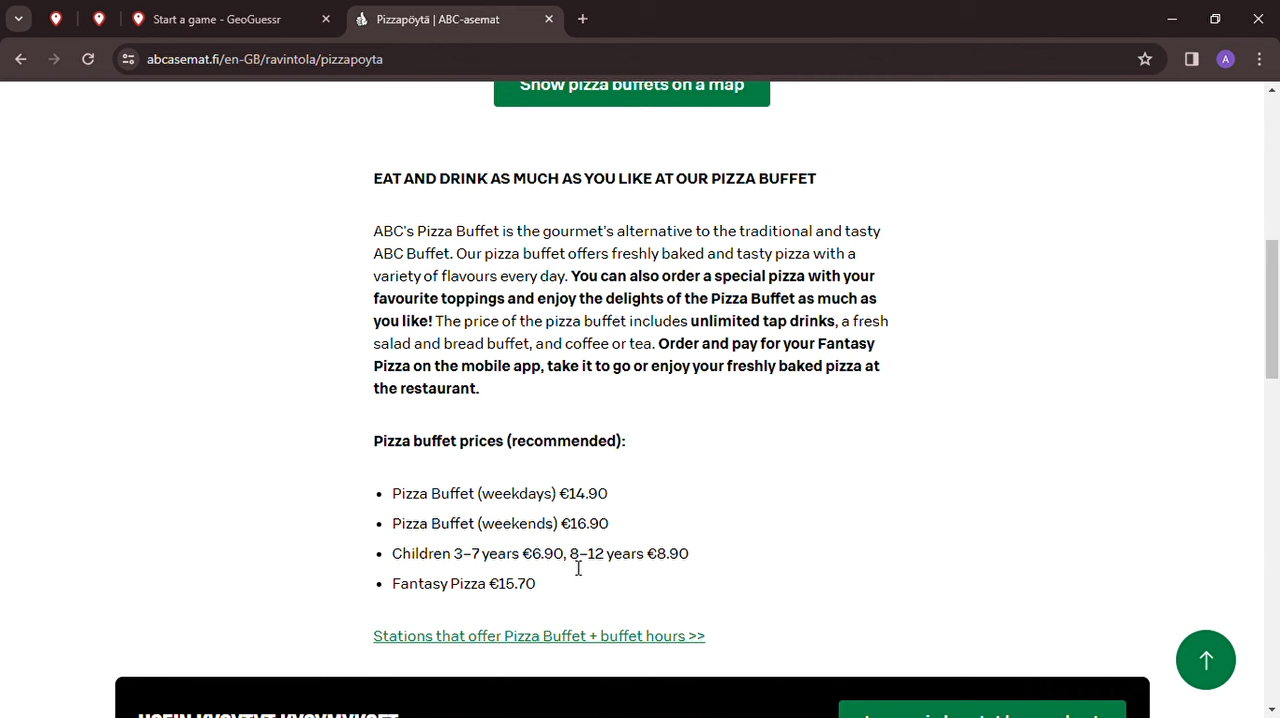 Start a game - GeoGuessr
Pizzapöytä | ABC-asemat
abcasemat.fi/en-GB/ravintola/pizzapoyta
A
Show pizza buffets on a map
EAT AND DRINK AS MUCH AS YOU LIKE AT OUR PIZZA BUFFET
ABC's Pizza Buffet is the gourmet's alternative to the traditional and tasty
ABC Buffet. Our pizza buffet offers freshly baked and tasty pizza with a
variety of flavours every day. You can also order a special pizza with your
favourite toppings and enjoy the delights of the Pizza Buffet as much as
you like! The price of the pizza buffet includes unlimited tap drinks, a fresh
salad and bread buffet, and coffee or tea. Order and pay for your Fantasy
Pizza on the mobile app, take it to go or enjoy your freshly baked pizza at
the restaurant.
Pizza buffet prices (recommended):
• Pizza Buffet (weekdays) €14.90
• Pizza Buffet (weekends) €16.90
• Children 3–7 years €6.90, 8–12 years €8.90
• Fantasy Pizza €15.70
Stations that offer Pizza Buffet + buffet hours >>
USEIN KYSYTYT KYSYMYKSET